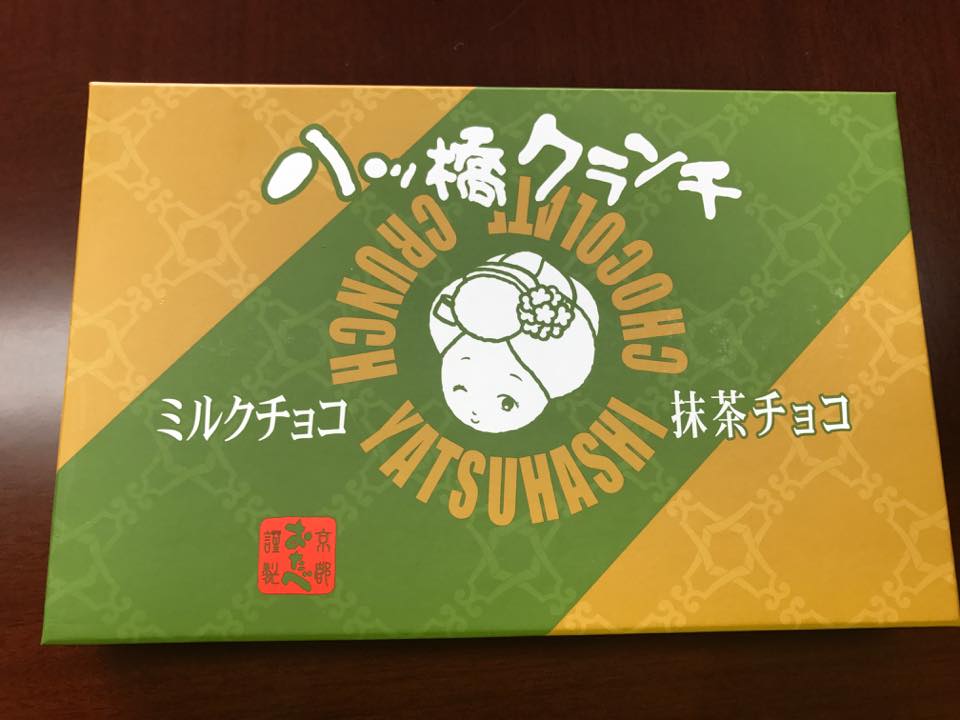 八ッ橋クランチ
YATSUHASHI CHOCOLATE CRUNCH
ミルクチョコ
抹茶チョコ
京都
おたべ
謹製